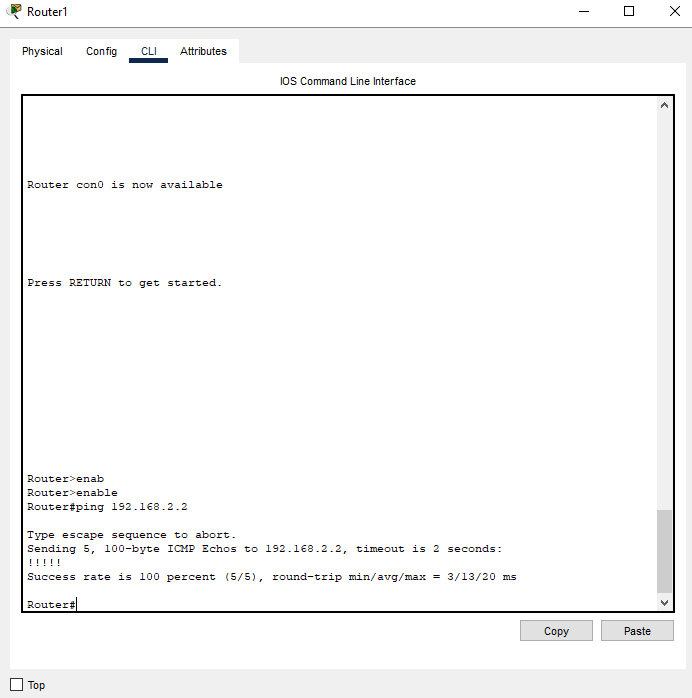 Router1
Physical Config CLI Attributes
IOS Command Line Interface
Router con0 is now available
Press RETURN to get started.
Router>enab
Router>enable
Router#ping 192.168.2.2
Type escape sequence to abort.
Sending 5, 100-byte ICMP Echos to 192.168.2.2, timeout is 2 seconds:
!!!!!
Success rate is 100 percent (5/5), round-trip min/avg/max = 3/13/20 ms
Router#
Copy Paste
Top